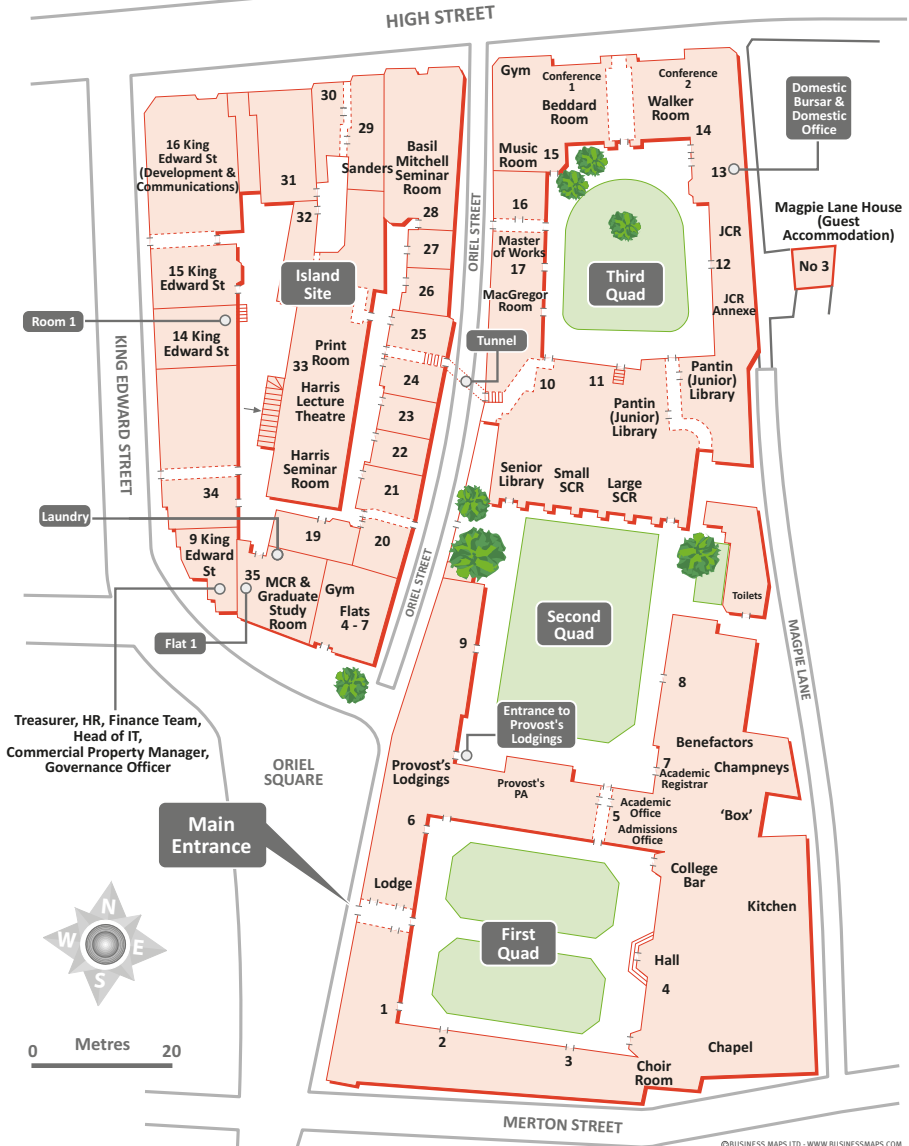 HIGH STREET
Gym
Conference
1
Beddard
Room
Conference
2
Walker
Room
14
Domestic
Bursar &
Domestic
Office
30
29
Sanders
Basil
Mitchell
Seminar
Room
28
16 King
Edward St
(Development &
Communications)
31
32
Music
Room
15
13
16
ORIEL STREET
Magpie Lane House
(Guest
Accommodation)
No 3
JCR
12
JCR
Annexe
27
26
25
24
23
22
21
Master
of Works
17
MacGregor
Room
Third
Quad
Island
Site
15 King
Edward St
Room 1
14 King
Edward St
KING EDWARD STREET
Print
Room
33
Harris
Lecture
Theatre
Harris
Seminar
Room
Tunnel
10
11
Pantin
(Junior)
Library
Pantin
(Junior)
Library
Senior
Library
Small
SCR
Large
SCR
34
Laundry
19
20
9 King
Edward
St
35
MCR &
Graduate
Study
Room
Gym
Flats
4 - 7
ORIEL STREET
Flat 1
Second
Quad
Toilets
MAGPIE LANE
9
8
Entrance to
Provost's
Lodgings
Treasurer, HR, Finance Team,
Head of IT,
Commercial Property Manager,
Governance Officer
ORIEL
SQUARE
Provost's
Lodgings
Provost's
PA
Benefactors
7
Academic
Registrar
Champneys
'Box'
5
Academic
Office
Admissions
Office
6
Main
Entrance
Lodge
College
Bar
Kitchen
First
Quad
Hall
4
1
2
3
Choir
Room
Chapel
N
W
E
S
Metres
0
20
MERTON STREET
©BUSINESS MAPS LTD - WWW.BUSINESSMAPS.COM